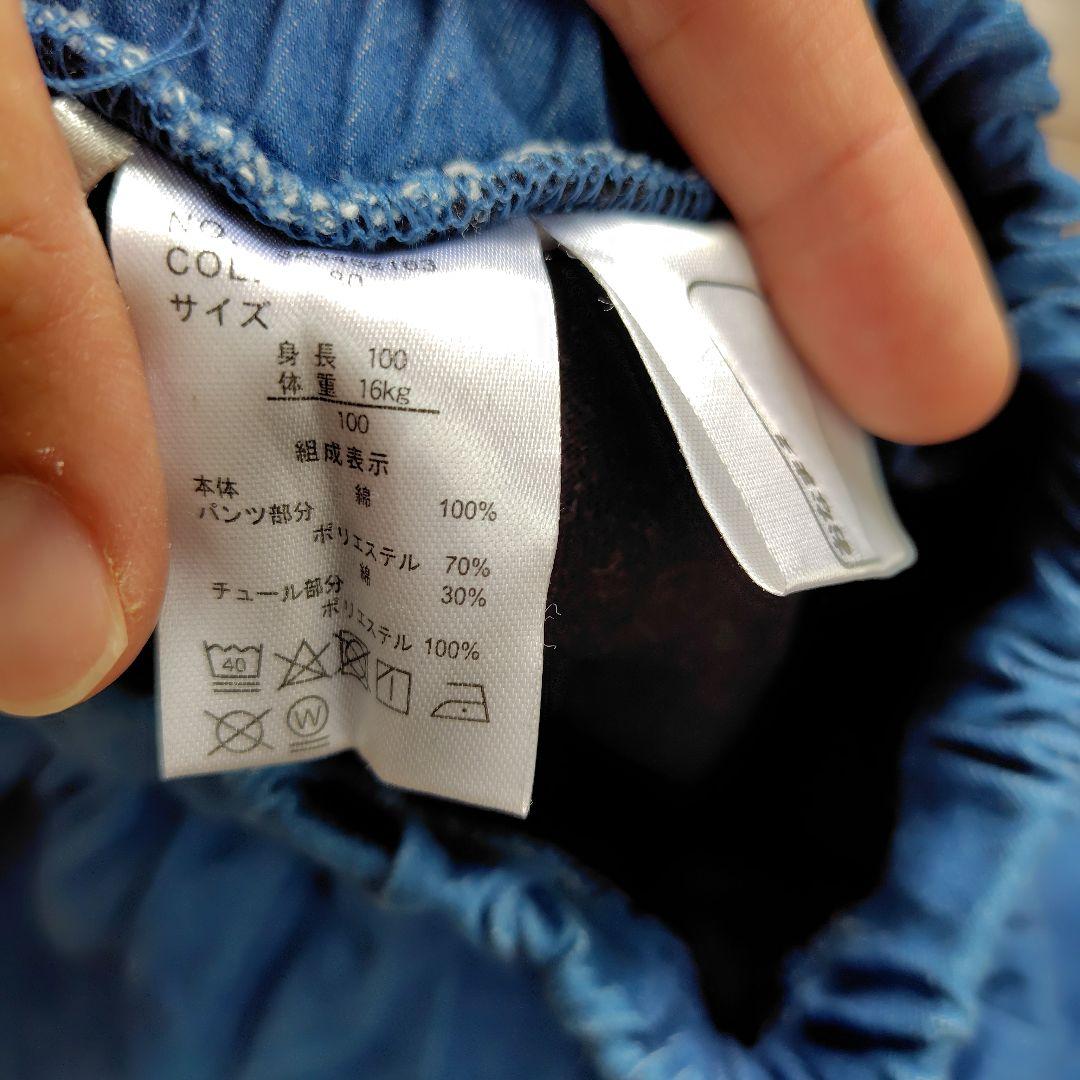 NO.
COL.
サイズ
身長 100
体重 16kg
100
組成表示
本体
綿 100%
パンツ部分
ポリエステル 70%
綿 30%
チュール部分
ポリエステル 100%
40
W